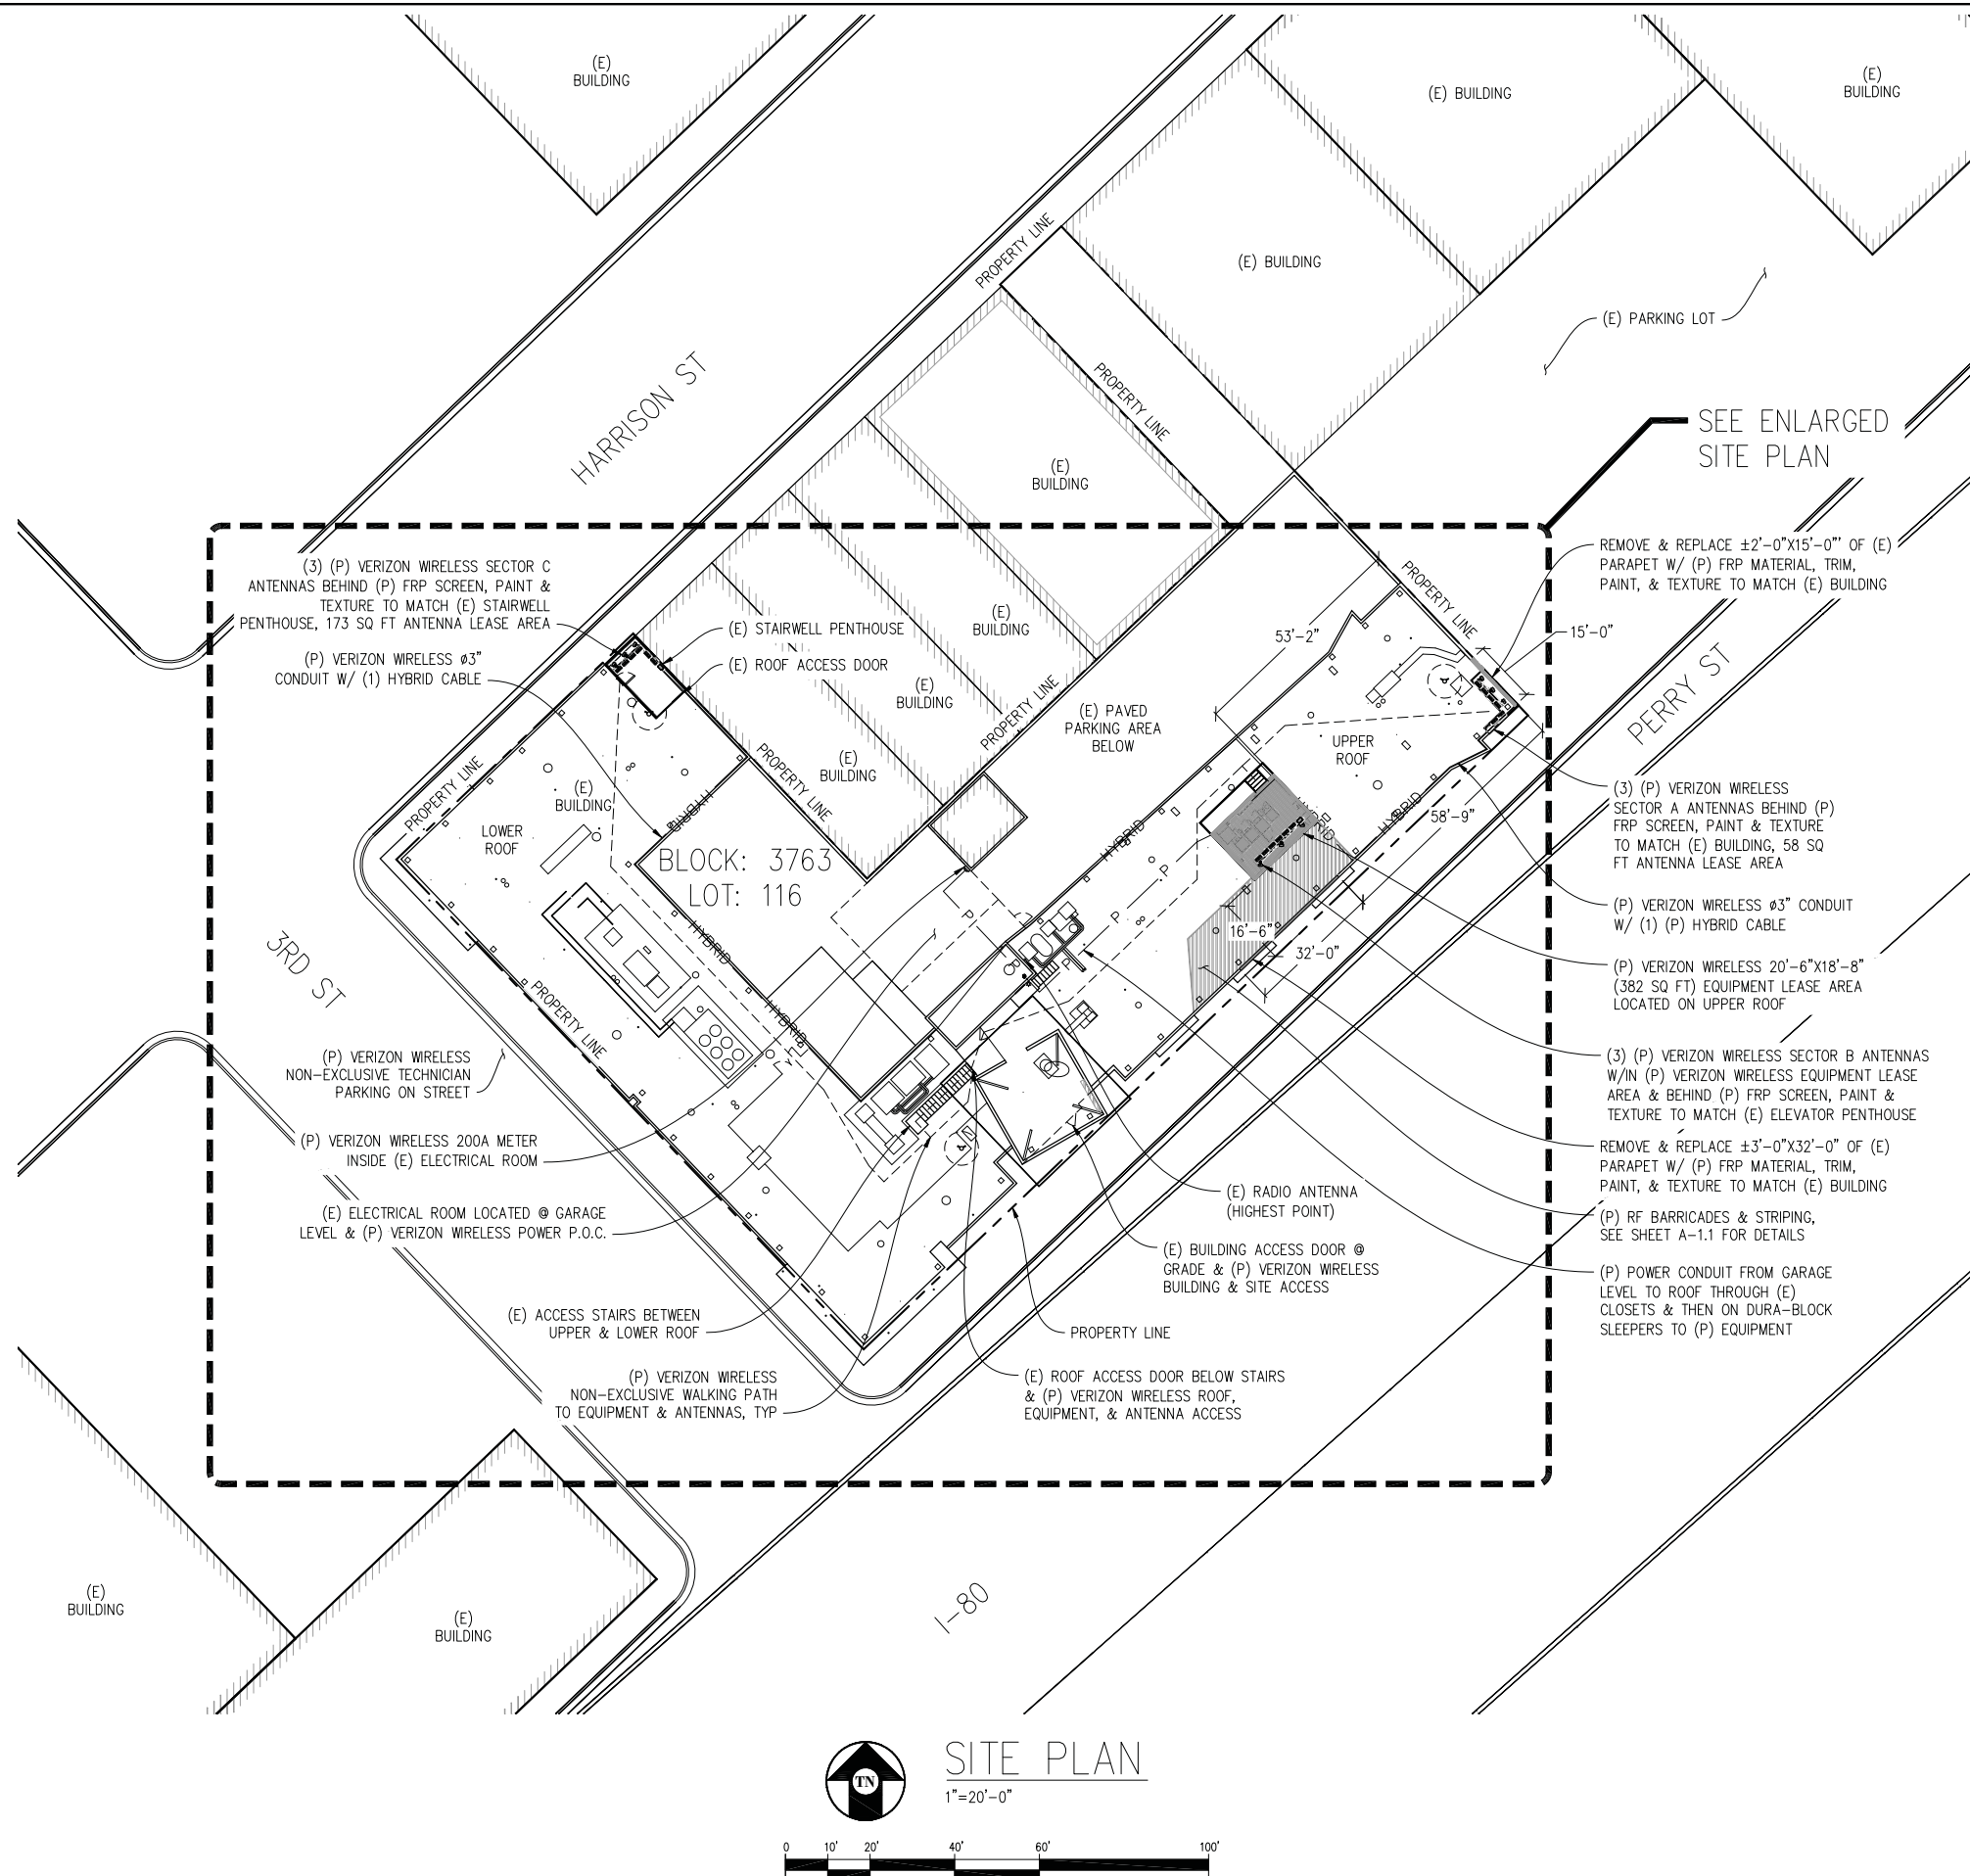 (E)
BUILDING
(E) BUILDING
(E)
BUILDING
PROPERTY LINE
(E) BUILDING
(E) PARKING LOT
HARRISON ST
PROPERTY LINE
SEE ENLARGED
SITE PLAN
(E)
BUILDING
(3) (P) VERIZON WIRELESS SECTOR C
ANTENNAS BEHIND (P) FRP SCREEN, PAINT &
TEXTURE TO MATCH (E) STAIRWELL
PENTHOUSE, 173 SQ FT ANTENNA LEASE AREA
(P) VERIZON WIRELESS ø3"
CONDUIT W/ (1) HYBRID CABLE
(E) STAIRWELL PENTHOUSE
(E) ROOF ACCESS DOOR
(E)
BUILDING
(E)
BUILDING
(E)
BUILDING
PROPERTY LINE
PROPERTY LINE
(E) PAVED
PARKING AREA
BELOW
53'-2"
PROPERTY LINE
REMOVE & REPLACE ±2'-0"X15'-0"' OF (E)
PARAPET W/ (P) FRP MATERIAL, TRIM,
PAINT, & TEXTURE TO MATCH (E) BUILDING
15'-0"
PERRY ST
UPPER
ROOF
PROPERTY LINE
(E)
BUILDING
LOWER
ROOF
HYBRID
BLOCK: 3763
LOT: 116
HYBRID
HYBRID
HYBRID
58'-9"
(3) (P) VERIZON WIRELESS
SECTOR A ANTENNAS BEHIND (P)
FRP SCREEN, PAINT & TEXTURE
TO MATCH (E) BUILDING, 58 SQ
FT ANTENNA LEASE AREA
(P) VERIZON WIRELESS ø3" CONDUIT
W/ (1) (P) HYBRID CABLE
P
P
P
P
16'-6"
32'-0"
3RD ST
HYBRID
HYBRID
PROPERTY LINE
(P) VERIZON WIRELESS 20'-6"X18'-8"
(382 SQ FT) EQUIPMENT LEASE AREA
LOCATED ON UPPER ROOF
(P) VERIZON WIRELESS
NON-EXCLUSIVE TECHNICIAN
PARKING ON STREET
(3) (P) VERIZON WIRELESS SECTOR B ANTENNAS
W/IN (P) VERIZON WIRELESS EQUIPMENT LEASE
AREA & BEHIND (P) FRP SCREEN, PAINT &
TEXTURE TO MATCH (E) ELEVATOR PENTHOUSE
(P) VERIZON WIRELESS 200A METER
INSIDE (E) ELECTRICAL ROOM
REMOVE & REPLACE ±3'-0"X32'-0" OF (E)
PARAPET W/ (P) FRP MATERIAL, TRIM,
PAINT, & TEXTURE TO MATCH (E) BUILDING
(E) ELECTRICAL ROOM LOCATED @ GARAGE
LEVEL & (P) VERIZON WIRELESS POWER P.O.C.
(E) RADIO ANTENNA
(HIGHEST POINT)
(P) RF BARRICADES & STRIPING,
SEE SHEET A-1.1 FOR DETAILS
(E) BUILDING ACCESS DOOR @
GRADE & (P) VERIZON WIRELESS
BUILDING & SITE ACCESS
(P) POWER CONDUIT FROM GARAGE
LEVEL TO ROOF THROUGH (E)
CLOSETS & THEN ON DURA-BLOCK
SLEEPERS TO (P) EQUIPMENT
(E) ACCESS STAIRS BETWEEN
UPPER & LOWER ROOF
PROPERTY LINE
(P) VERIZON WIRELESS
NON-EXCLUSIVE WALKING PATH
TO EQUIPMENT & ANTENNAS, TYP
(E) ROOF ACCESS DOOR BELOW STAIRS
& (P) VERIZON WIRELESS ROOF,
EQUIPMENT, & ANTENNA ACCESS
(E)
BUILDING
(E)
BUILDING
I-80
TN
SITE PLAN
1"=20'-0"
0 10' 20' 40' 60' 100'